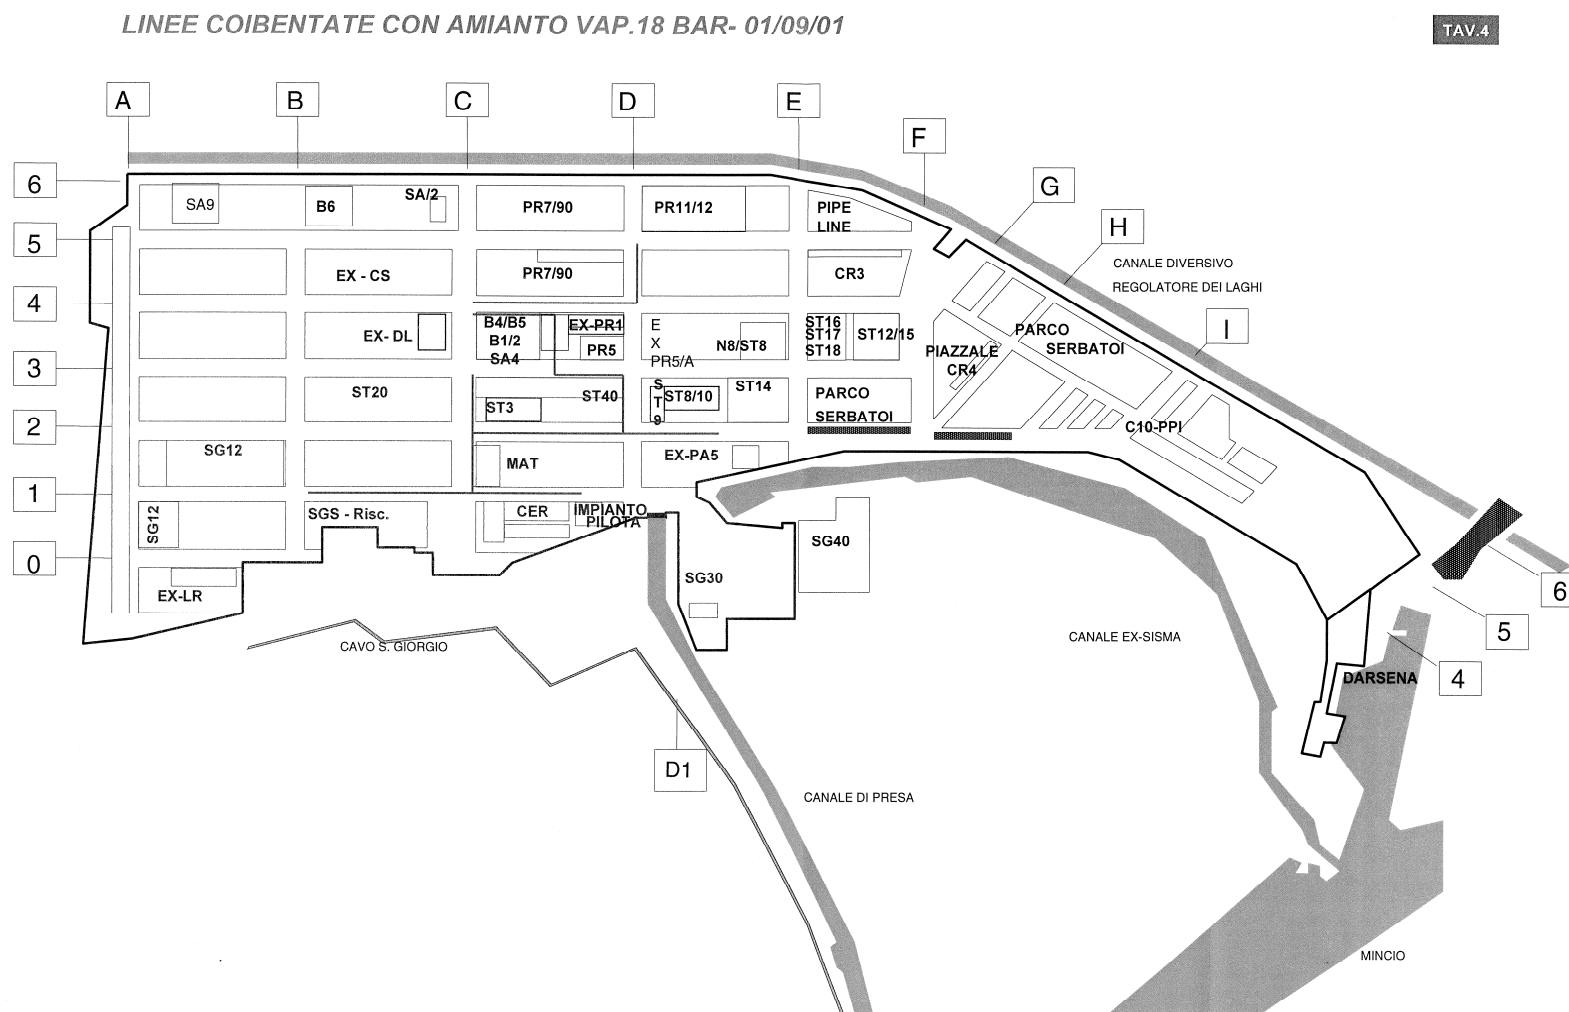 LINEE COIBENTATE CON AMIANTO VAP.18 BAR- 01/09/01
TAV.4
A
B
C
D
E
F
G
H
I
6
5
4
3
2
1
0
SA9
B6
SA/2
PR7/90
PR11/12
PIPE
LINE
EX - CS
PR7/90
CR3
CANALE DIVERSIVO
REGOLATORE DEI LAGHI
EX- DL
B4/B5
B1/2
SA4
EX-PR1
PR5
E
X
PR5/A
N8/ST8
ST16
ST17
ST18
ST12/15
PIAZZALE
CR4
PARCO
SERBATOI
ST20
ST3
ST40
S
T
9
ST8/10
ST14
PARCO
SERBATOI
C10-PPI
SG12
MAT
EX-PA5
SG12
SGS - Risc.
CER
IMPIANTO
PILOTA
SG40
SG30
EX-LR
6
5
4
CAVO S. GIORGIO
CANALE EX-SISMA
DARSENA
D1
CANALE DI PRESA
MINCIO